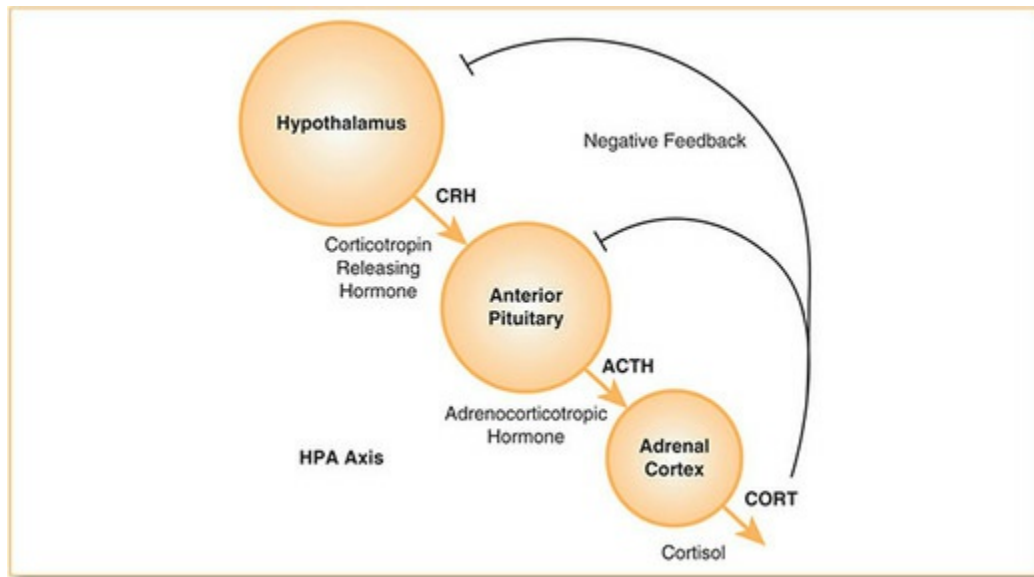 Hypothalamus
Negative Feedback
CRH
Corticotropin
Releasing
Hormone
Anterior
Pituitary
ACTH
Adrenocorticotropic
Hormone
Adrenal
Cortex
HPA Axis
CORT
Cortisol